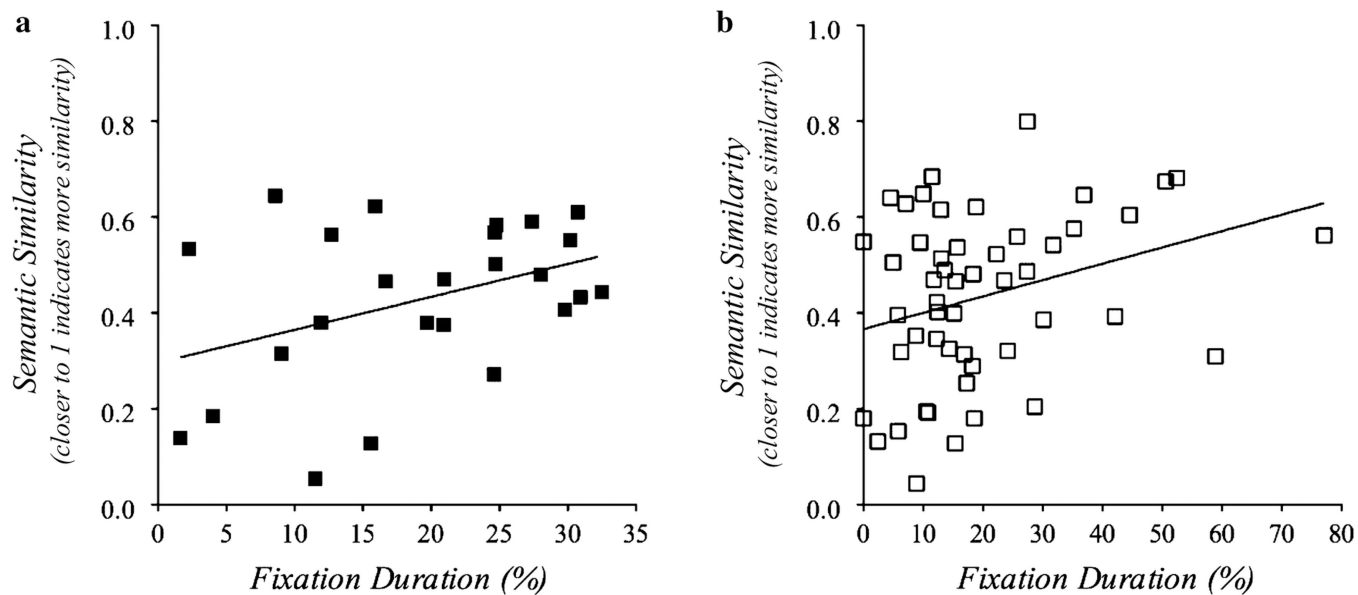 a
Semantic Similarity
(closer to 1 indicates more similarity)
1.0
0.8
0.6
0.4
0.2
0.0
0 5 10 15 20 25 30 35
Fixation Duration (%)
b
Semantic Similarity
(closer to 1 indicates more similarity)
1.0
0.8
0.6
0.4
0.2
0.0
0 10 20 30 40 50 60 70 80
Fixation Duration (%)